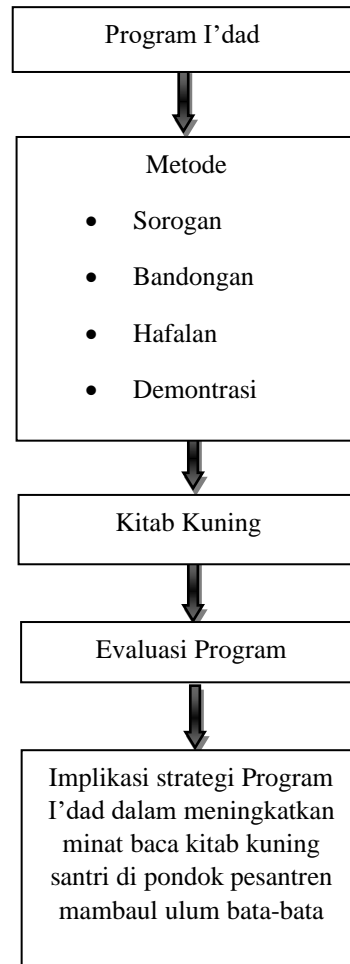 Program I'dad
Metode
• Sorogan
• Bandongan
• Hafalan
• Demontrasi
Kitab Kuning
Evaluasi Program
Implikasi strategi Program
I'dad dalam meningkatkan
minat baca kitab kuning
santri di pondok pesantren
mambaul ulum bata-bata